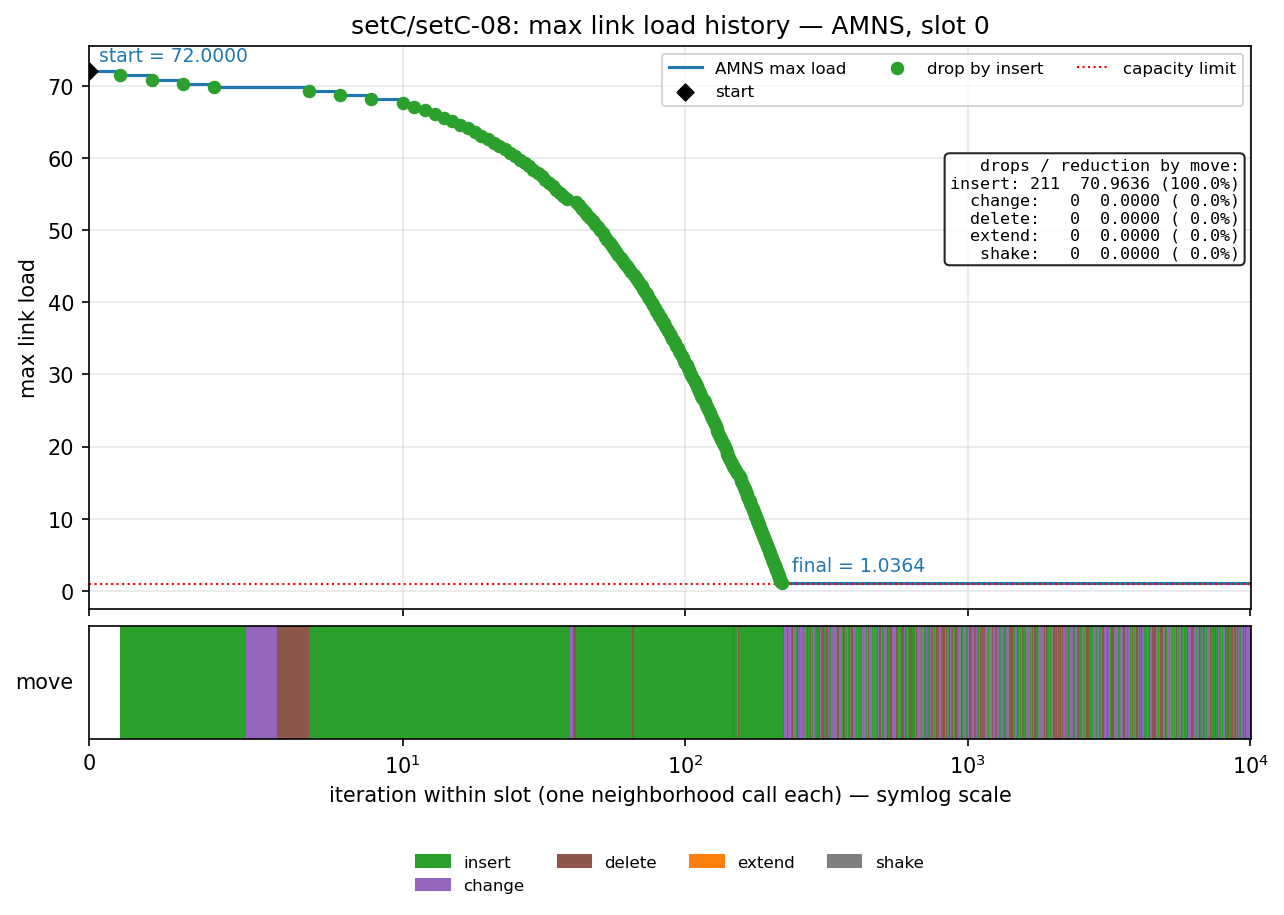 setC/setC-08: max link load history — AMNS, slot 0
start = 72.0000
AMNS max load
drop by insert
capacity limit
start
drops / reduction by move:
insert: 211  70.9636 (100.0%)
change:   0  0.0000 ( 0.0%)
delete:   0  0.0000 ( 0.0%)
extend:   0  0.0000 ( 0.0%)
shake:   0  0.0000 ( 0.0%)
max link load
70
60
50
40
30
20
10
0
final = 1.0364
move
0
10¹
10²
10³
10⁴
iteration within slot (one neighborhood call each) — symlog scale
insert
delete
extend
shake
change